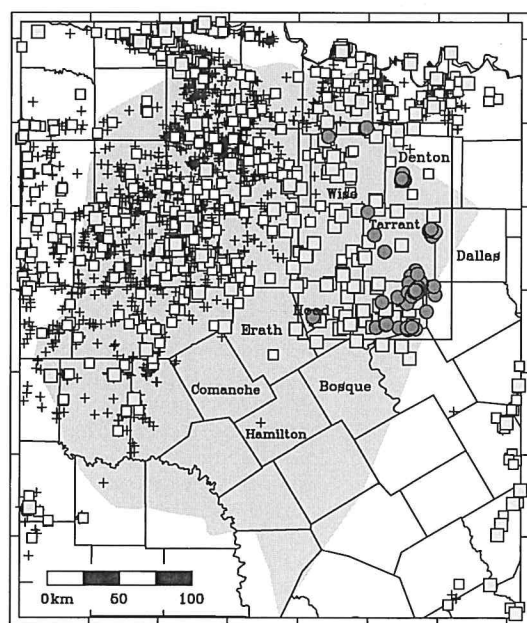 Denton
Wise
Tarrant
Dallas
Hood
Erath
Comanche
Bosque
Hamilton
0km 50 100